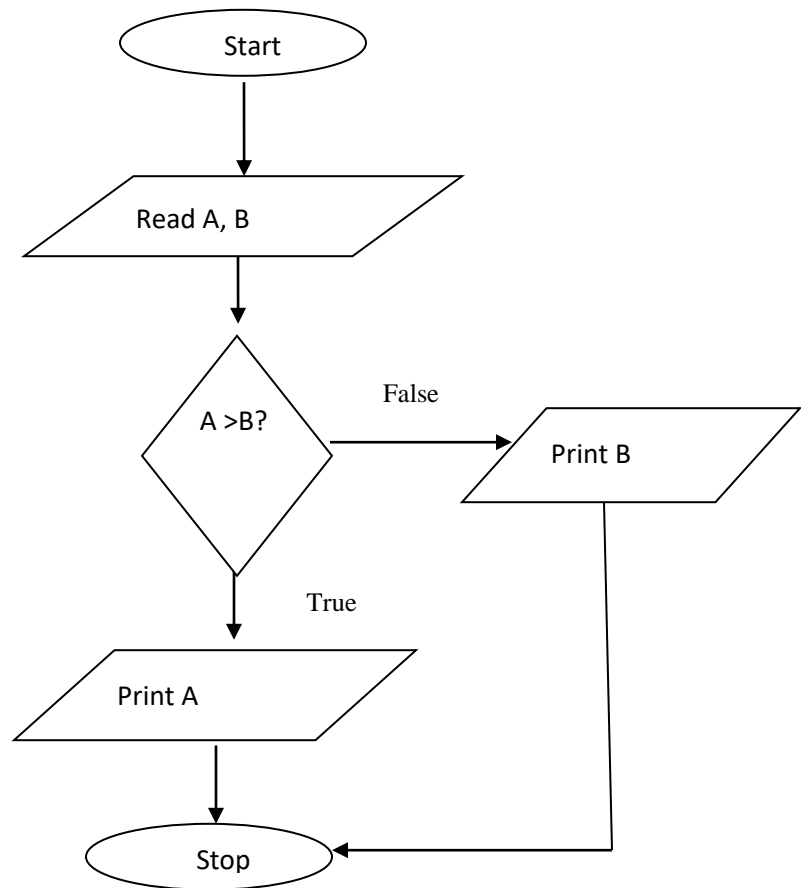 Start
Read A, B
A >B?
False
Print B
True
Print A
Stop